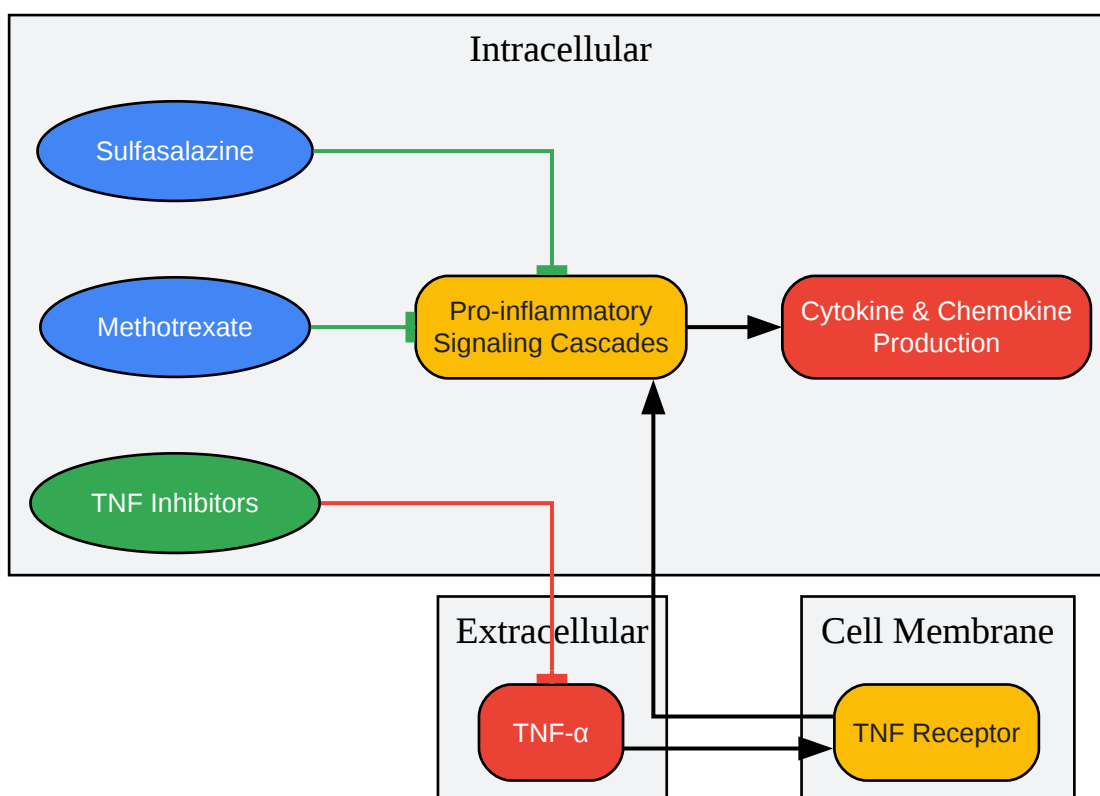 Intracellular
Sulfasalazine
Methotrexate
Pro-inflammatory
Signaling Cascades
Cytokine & Chemokine
Production
TNF Inhibitors
Extracellular
Cell Membrane
TNF-α
TNF Receptor